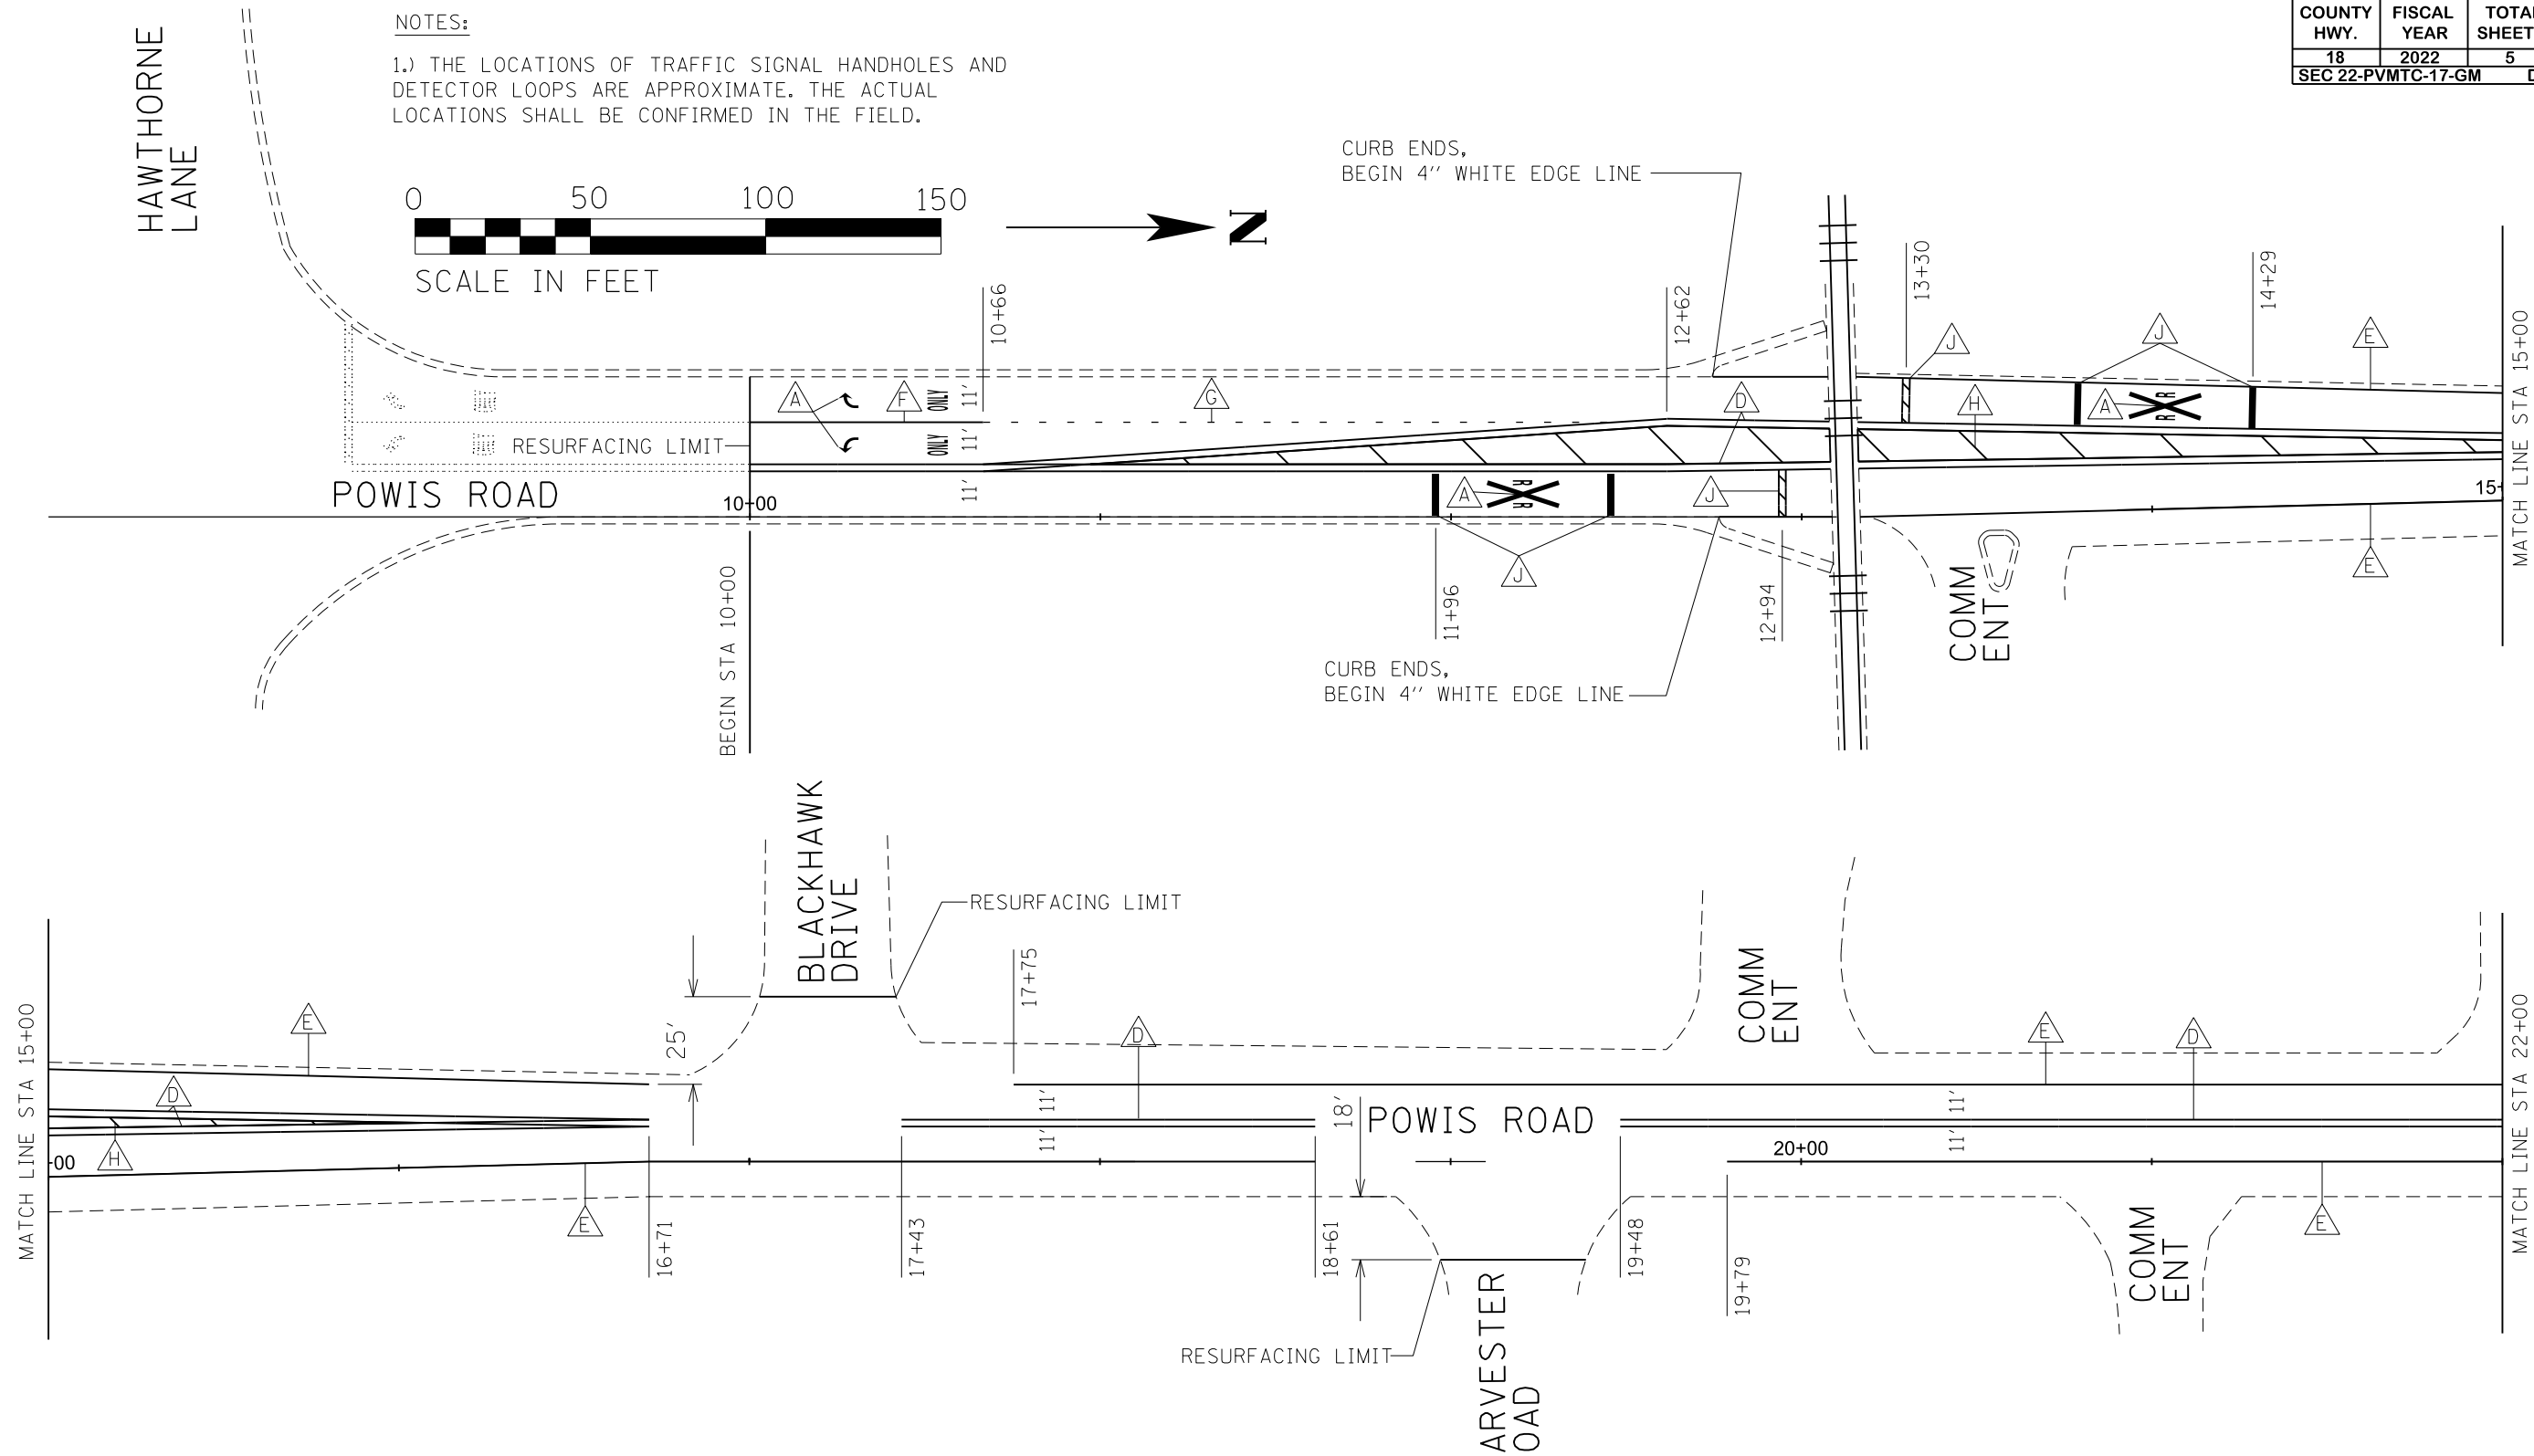 NOTES:
1.) THE LOCATIONS OF TRAFFIC SIGNAL HANDHOLES AND
DETECTOR LOOPS ARE APPROXIMATE. THE ACTUAL
LOCATIONS SHALL BE CONFIRMED IN THE FIELD.
COUNTY HWY.
FISCAL YEAR
TOTAL SHEET
18
2022
5
SEC 22-PVMTC-17-GM D
HAWTHORNE
LANE
0 50 100 150
SCALE IN FEET
N
CURB ENDS,
BEGIN 4" WHITE EDGE LINE
10+66
12+62
13+30
14+29
MATCH LINE STA 15+00
A
F
ONLY
11'
G
D
J
H
J
A
R R
E
RESURFACING LIMIT
ONLY
11'
POWIS ROAD
10+00
11'
A
R R
J
15+
J
E
BEGIN STA 10+00
11+96
12+94
COMM
ENT
CURB ENDS,
BEGIN 4" WHITE EDGE LINE
BLACKHAWK
DRIVE
RESURFACING LIMIT
17+75
COMM
ENT
MATCH LINE STA 15+00
E
D
25'
D
E
D
MATCH LINE STA 22+00
11'
18'
POWIS ROAD
11'
11'
11'
00
H
20+00
E
16+71
17+43
18+61
19+48
19+79
COMM
ENT
E
RESURFACING LIMIT
ARVESTER
OAD